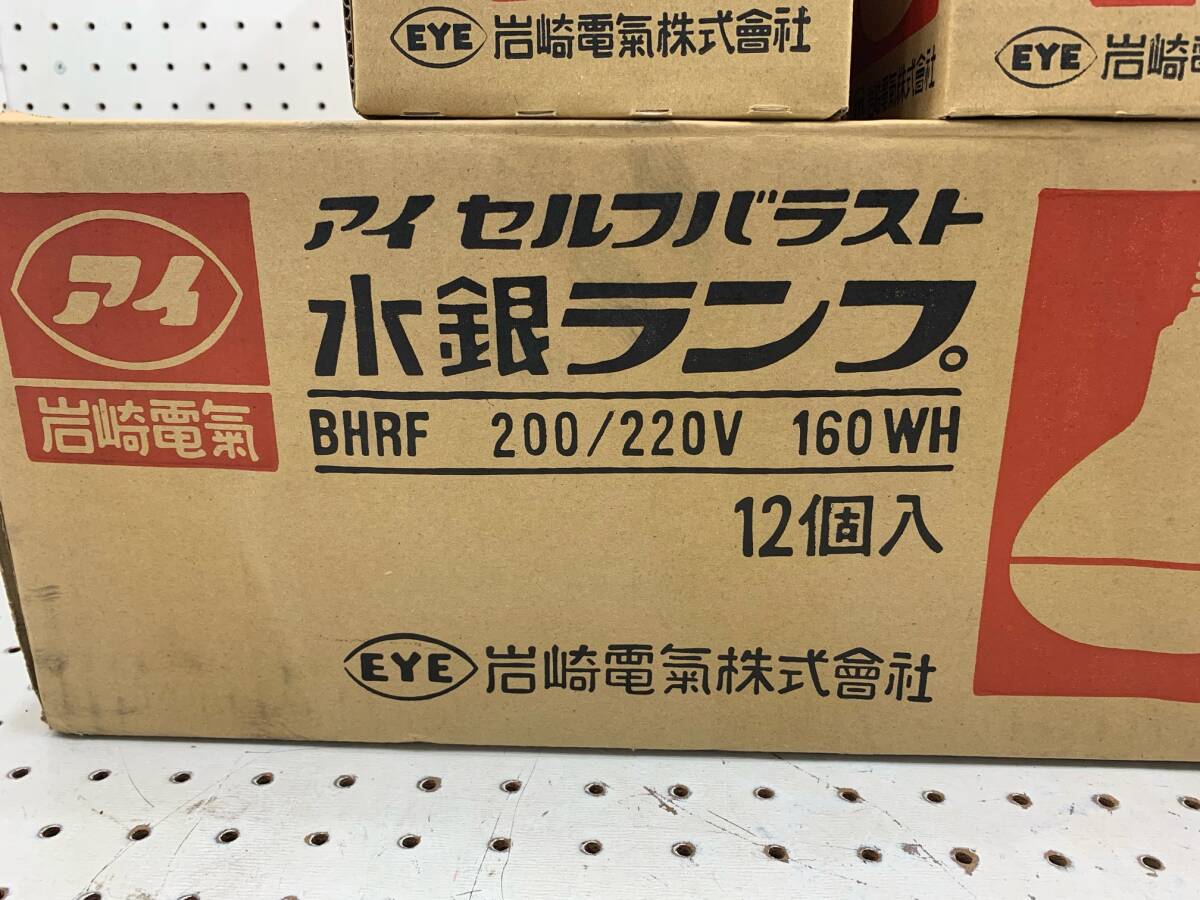 EYE 岩崎電氣株式會社
EYE 岩崎電
アイ
岩崎電氣
アイ セルフバラスト
水銀ランプ。
BHRF 200/220V 160WH
12個入
EYE 岩崎電氣株式會社